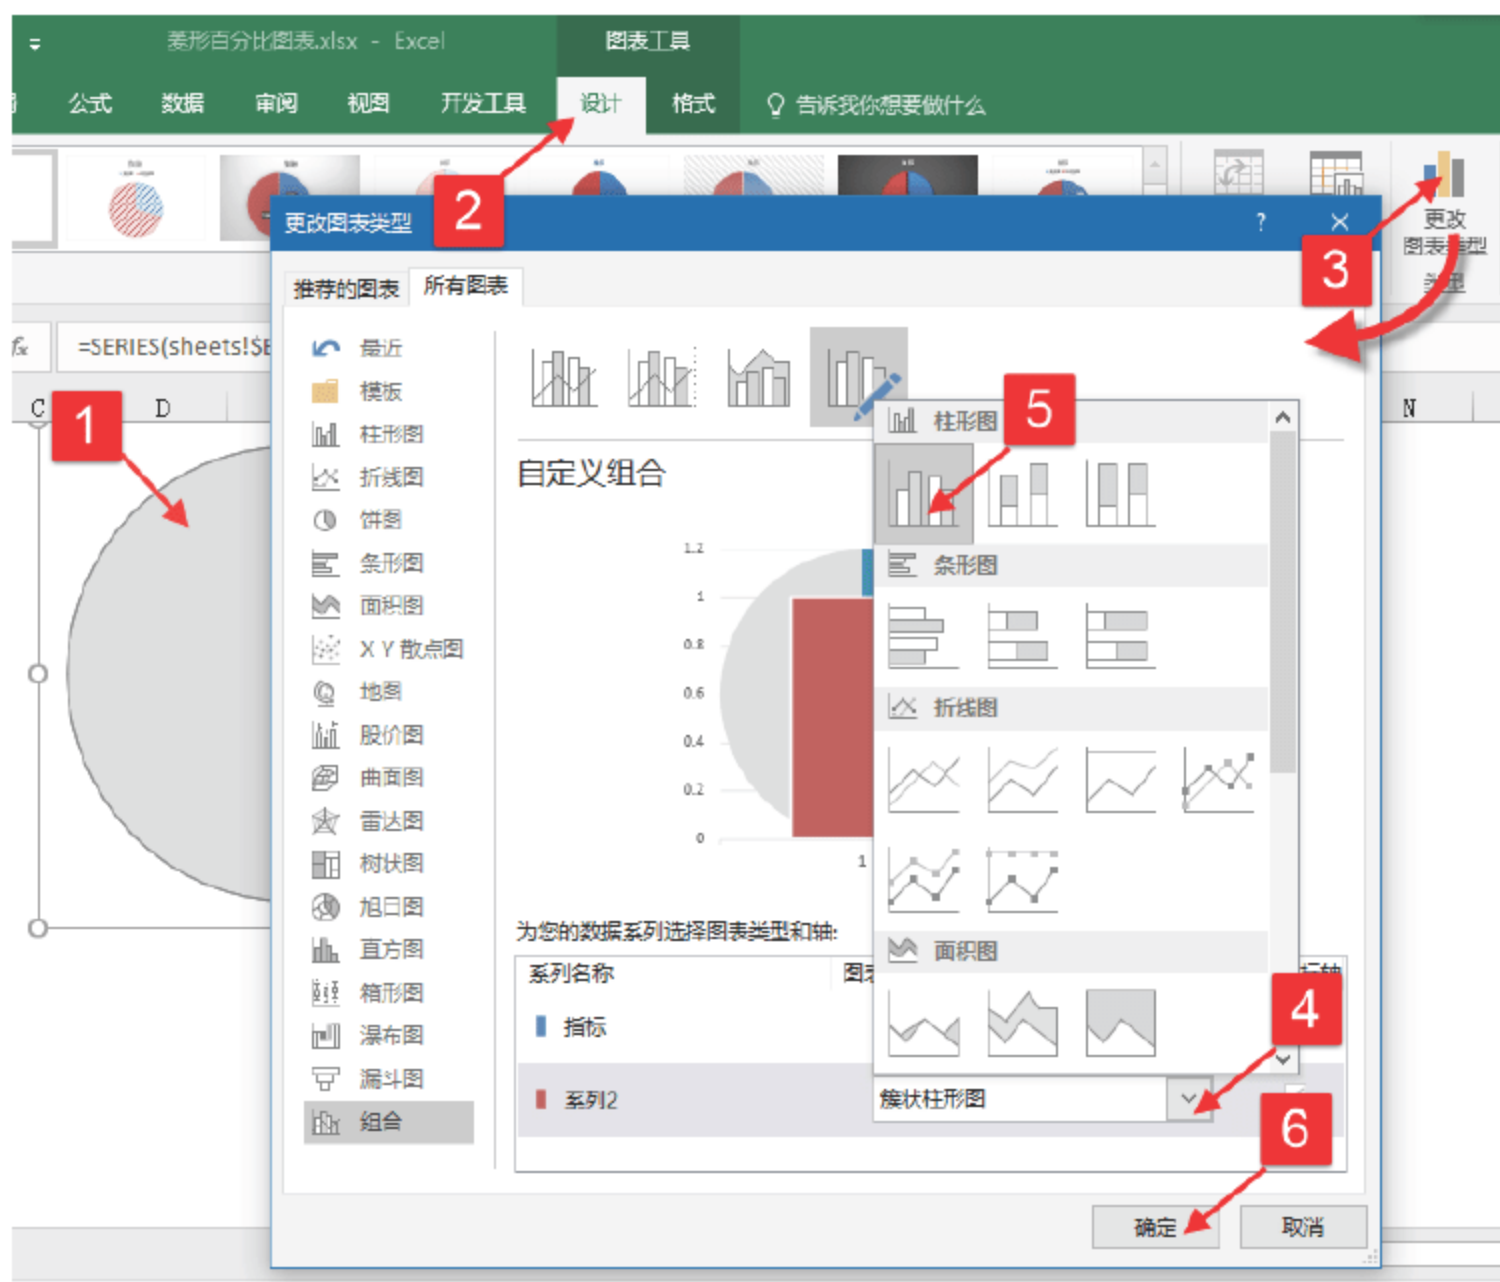 菱形百分比图表.xlsx - Excel
图表工具
公式 数据 审阅 视图 开发工具 设计 格式 告诉我你想要做什么
2
更改图表类型
?
3
更改
图表类型
类型
推荐的图表 所有图表
fx =SERIES(sheets!$E
C D N
1
最近
模板
柱形图
折线图
饼图
条形图
面积图
X Y 散点图
地图
股价图
曲面图
雷达图
树状图
旭日图
直方图
箱形图
瀑布图
漏斗图
组合
自定义组合
1.2
1
0.8
0.6
0.4
0.2
0
1
5
柱形图
条形图
折线图
面积图
为您的数据系列选择图表类型和轴:
系列名称
指标
系列2
簇状柱形图
4
6
确定 取消